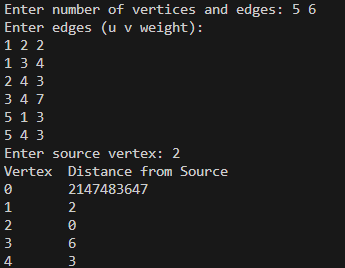 Enter number of vertices and edges: 5 6
Enter edges (u v weight):
1 2 2
1 3 4
2 4 3
3 4 7
5 1 3
5 4 3
Enter source vertex: 2
Vertex  Distance from Source
0       2147483647
1       2
2       0
3       6
4       3